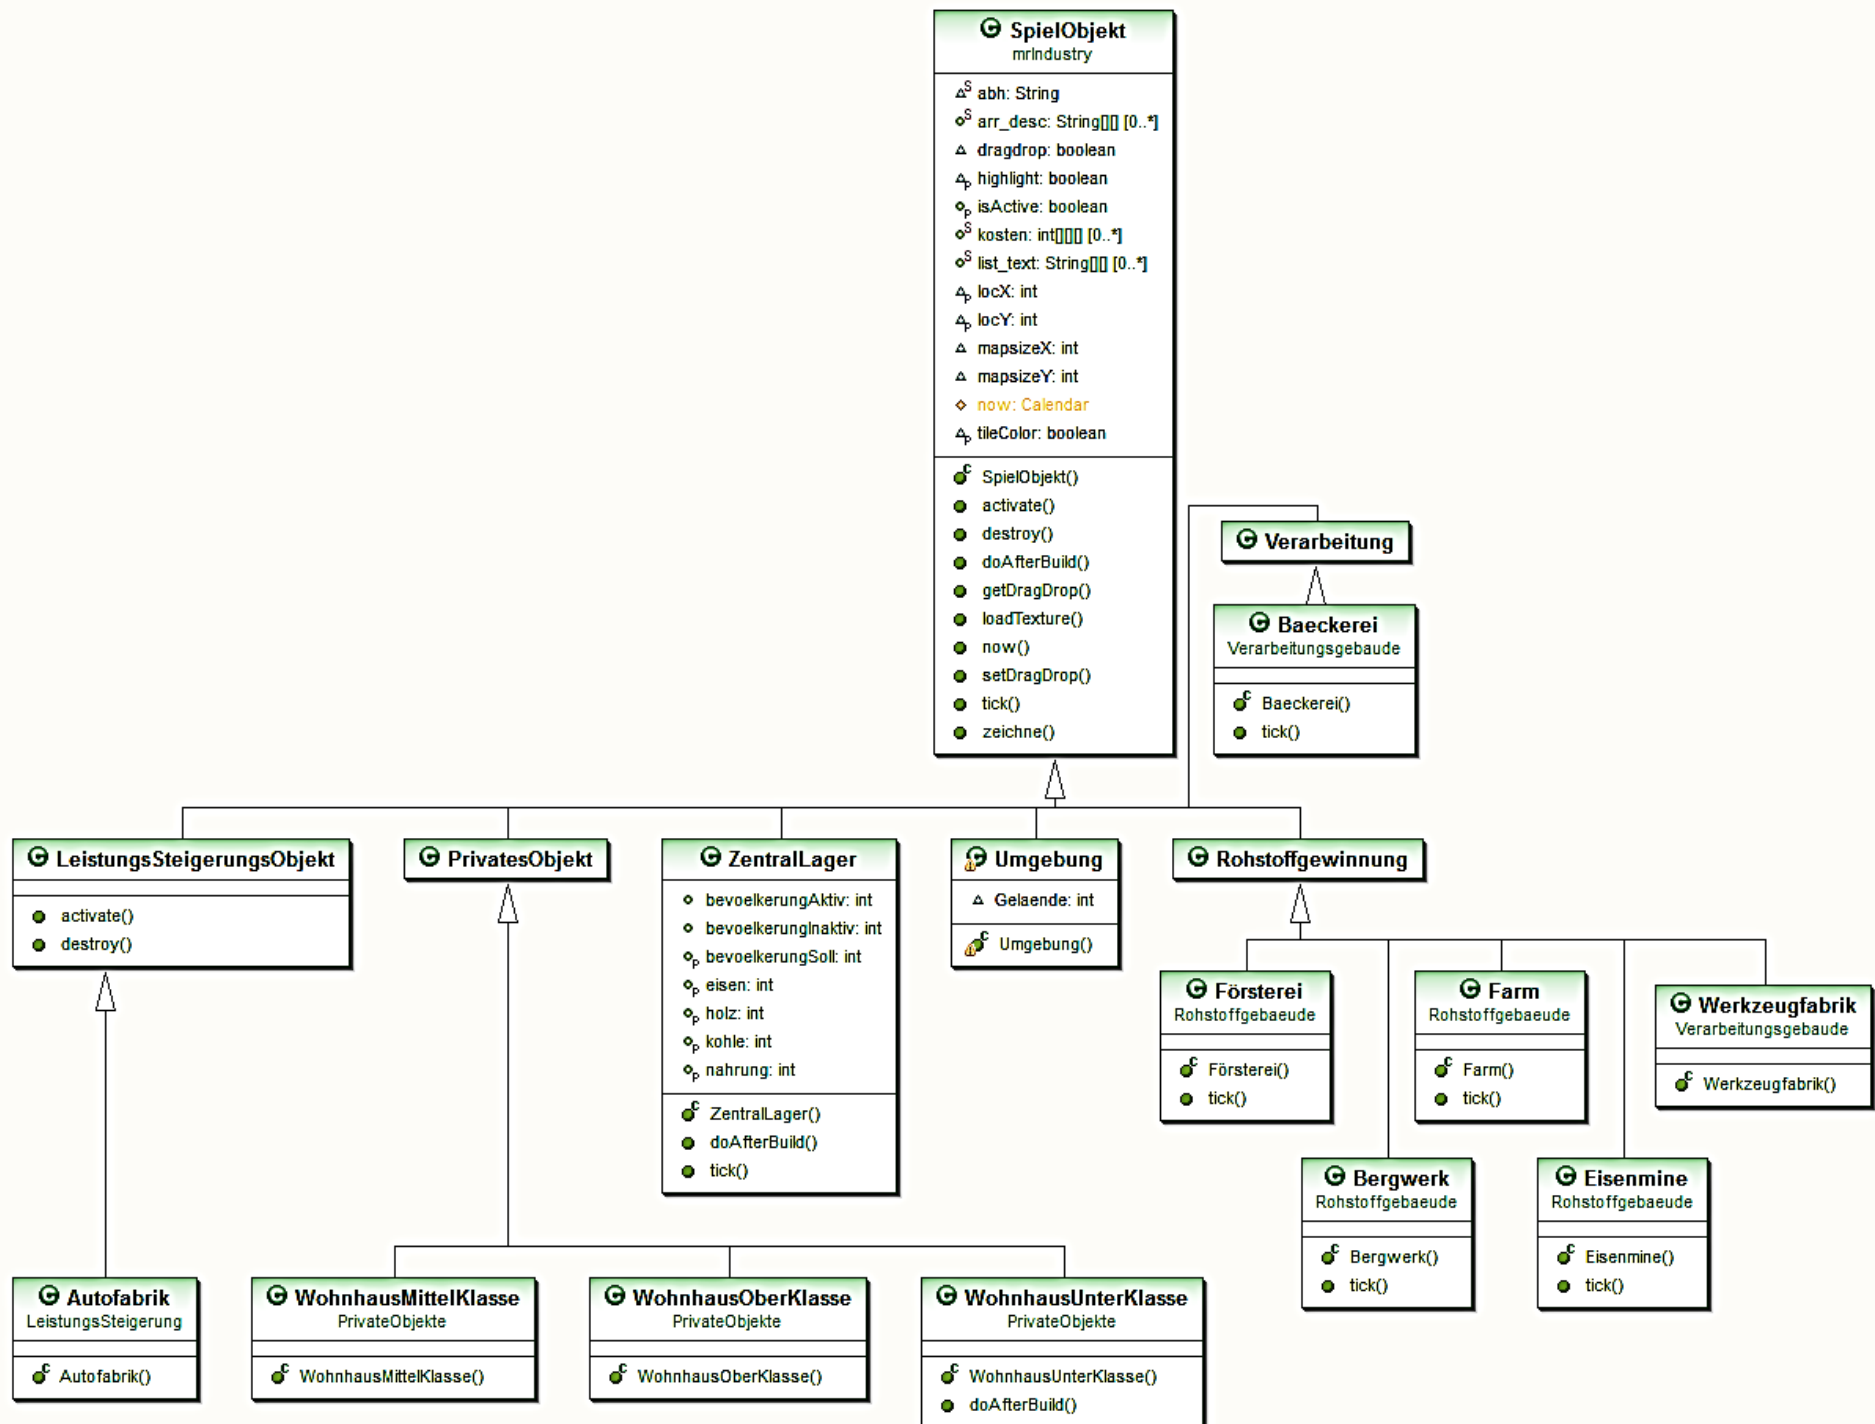 SpielObjekt
mrIndustry
abh: String
arr_desc: String[][] [0..*]
dragdrop: boolean
highlight: boolean
isActive: boolean
kosten: int[][][] [0..*]
list_text: String[][] [0..*]
locX: int
locY: int
mapsizeX: int
mapsizeY: int
now: Calendar
tileColor: boolean
SpielObjekt()
activate()
destroy()
doAfterBuild()
getDragDrop()
loadTexture()
now()
setDragDrop()
tick()
zeichne()
Verarbeitung
Baeckerei
Verarbeitungsgebaude
Baeckerei()
tick()
LeistungsSteigerungsObjekt
activate()
destroy()
PrivatesObjekt
ZentralLager
bevoelkerungAktiv: int
bevoelkerungInaktiv: int
bevoelkerungSoll: int
eisen: int
holz: int
kohle: int
nahrung: int
ZentralLager()
doAfterBuild()
tick()
Umgebung
Gelaende: int
Umgebung()
Rohstoffgewinnung
Försterei
Rohstoffgebaeude
Försterei()
tick()
Farm
Rohstoffgebaeude
Farm()
tick()
Werkzeugfabrik
Verarbeitungsgebaude
Werkzeugfabrik()
Bergwerk
Rohstoffgebaeude
Bergwerk()
tick()
Eisenmine
Rohstoffgebaeude
Eisenmine()
tick()
Autofabrik
LeistungsSteigerung
Autofabrik()
WohnhausMittelKlasse
PrivateObjekte
WohnhausMittelKlasse()
WohnhausOberKlasse
PrivateObjekte
WohnhausOberKlasse()
WohnhausUnterKlasse
PrivateObjekte
WohnhausUnterKlasse()
doAfterBuild()